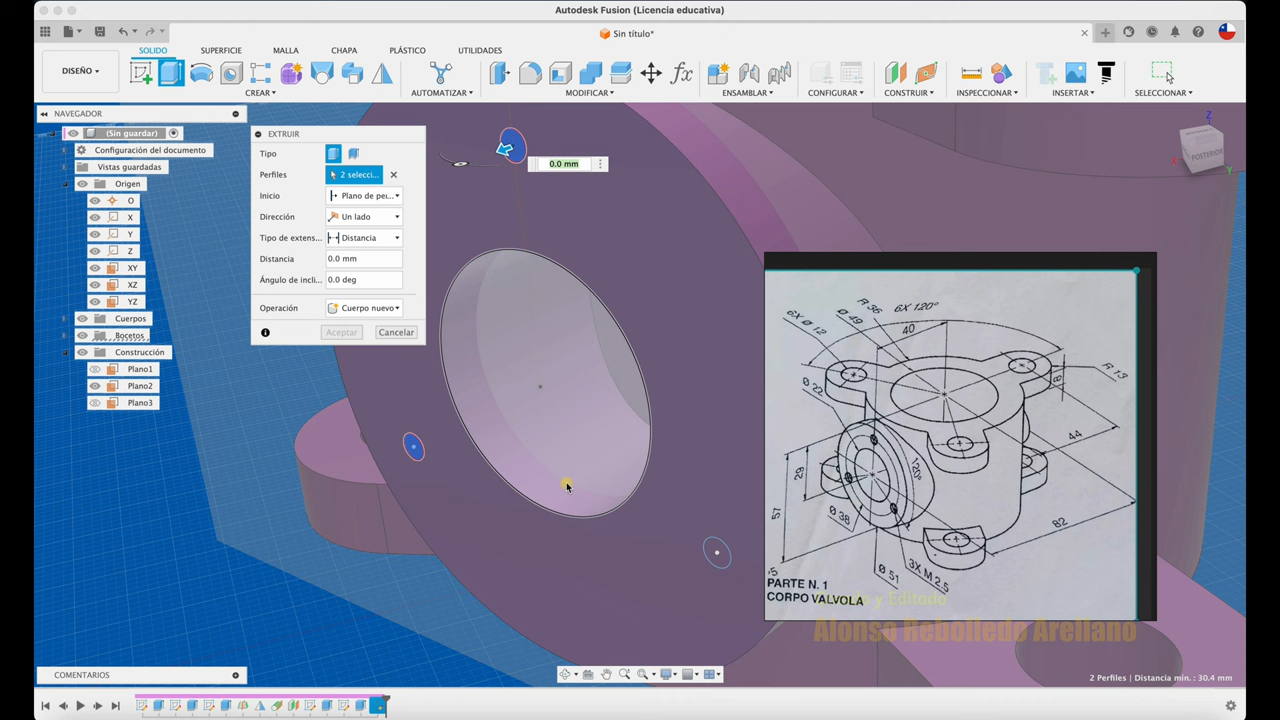 Autodesk Fusion (Licencia educativa)
Sin título*
SOLIDO SUPERFICIE MALLA CHAPA PLÁSTICO UTILIDADES
DISEÑO
CREAR AUTOMATIZAR MODIFICAR ENSAMBLAR CONFIGURAR CONSTRUIR INSPECCIONAR INSERTAR SELECCIONAR
NAVEGADOR
(Sin guardar)
Configuración del documento
Vistas guardadas
Origen
O
X
Y
Z
XY
XZ
YZ
Cuerpos
Bocetos
Construcción
Plano1
Plano2
Plano3
EXTRUIR
Tipo
Perfiles 2 selecci...
Inicio Plano de pe...
Dirección Un lado
Tipo de extens... Distancia
Distancia 0.0 mm
Ángulo de incli... 0.0 deg
Operación Cuerpo nuevo
Aceptar Cancelar
0.0 mm
Z
POSTERIOR
Y
6X Ø 12
Ø 49
R 36
6X 120°
40
Ø 22
8
R 13
44
29
120°
57
Ø 38
82
Ø 51
3X M 2.5
.5
PARTE N. 1
CORPO VALVOLA
y Editado
Alonso Rebolledo Arellano
COMENTARIOS
2 Perfiles | Distancia mín. : 30.4 mm